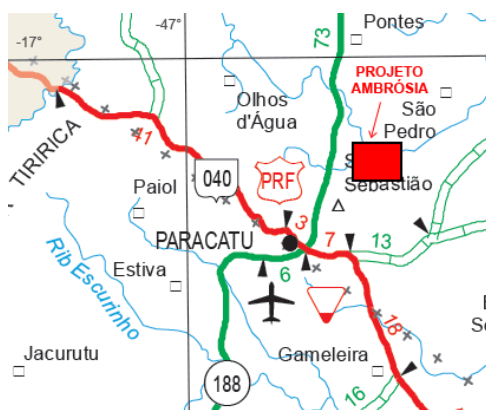 -47°
-17°
Pontes
73
PROJETO
AMBRÓSIA
Olhos
d'Água
São
Pedro
41
TIRIRICA
040
PRF
Sebastião
Paiol
3
PARACATU
7
13
6
Rib Escurinho
Estiva
18
Jacurutu
Gameleira
188
16